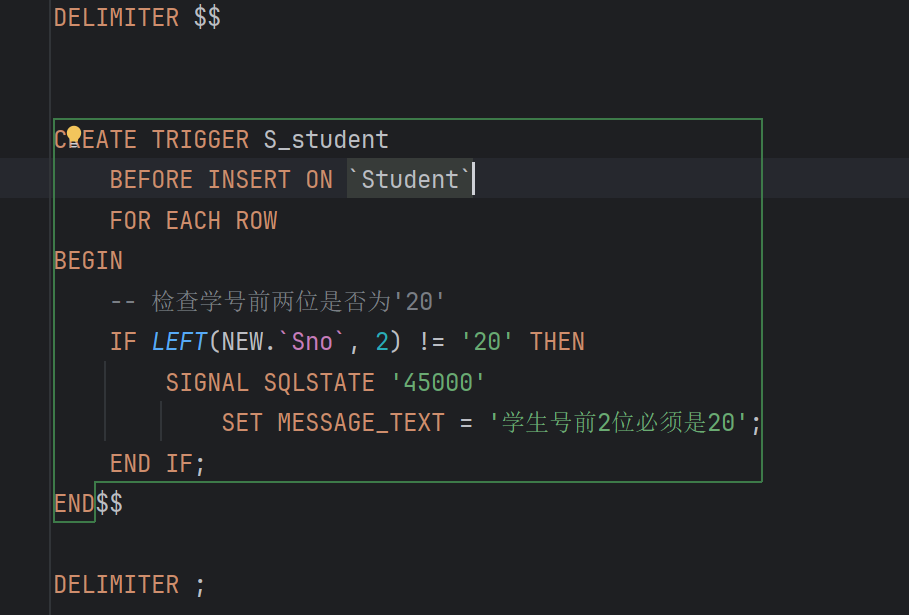 DELIMITER $$
CREATE TRIGGER S_student
BEFORE INSERT ON `Student`
FOR EACH ROW
BEGIN
-- 检查学号前两位是否为'20'
IF LEFT(NEW.`Sno`, 2) != '20' THEN
SIGNAL SQLSTATE '45000'
SET MESSAGE_TEXT = '学生号前2位必须是20';
END IF;
END$$
DELIMITER ;